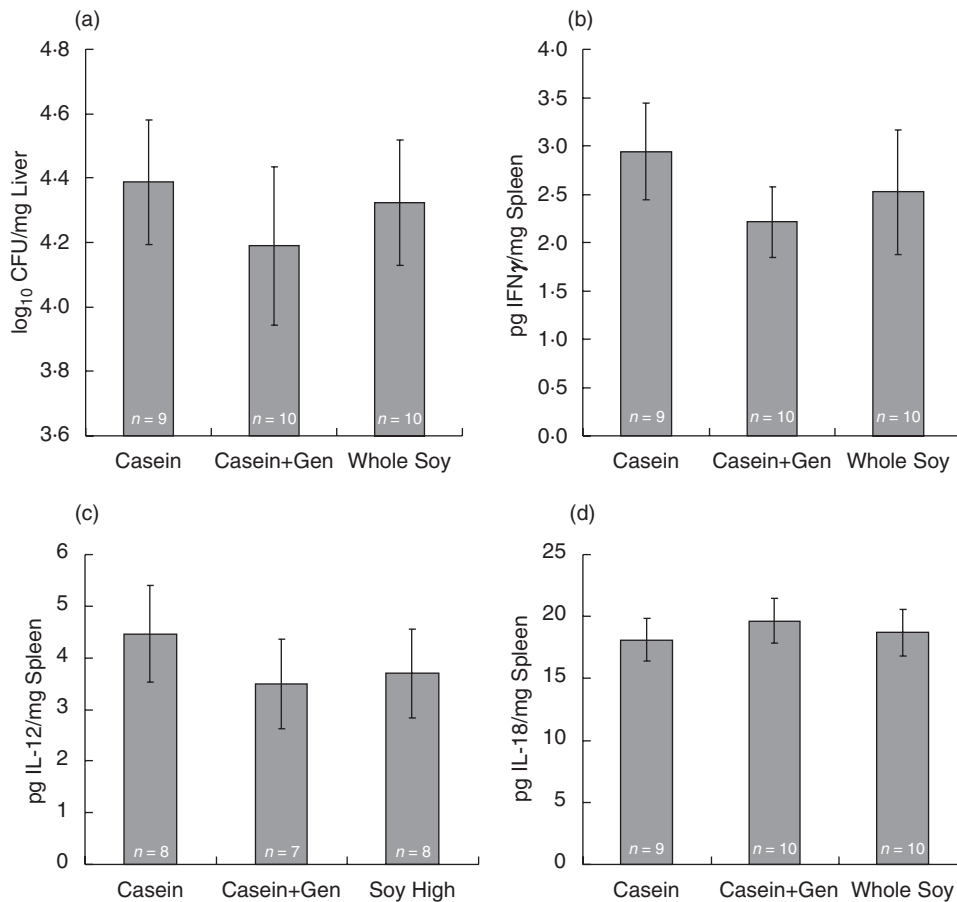 (a)
log10 CFU/mg Liver
4·8
4·6
4·4
4·2
4·0
3·8
3·6
n = 9
n = 10
n = 10
Casein
Casein+Gen
Whole Soy
(b)
pg IFNγ/mg Spleen
4·0
3·5
3·0
2·5
2·0
1·5
1·0
0·5
0·0
n = 9
n = 10
n = 10
Casein
Casein+Gen
Whole Soy
(c)
pg IL-12/mg Spleen
6
5
4
3
2
1
0
n = 8
n = 7
n = 8
Casein
Casein+Gen
Soy High
(d)
pg IL-18/mg Spleen
25
20
15
10
5
0
n = 9
n = 10
n = 10
Casein
Casein+Gen
Whole Soy